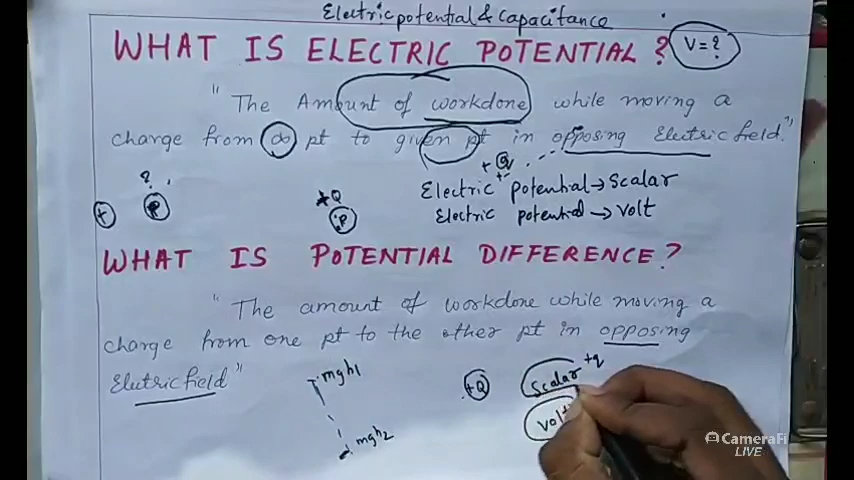 Electric potential & Capacitance
WHAT IS ELECTRIC POTENTIAL ? V = ?
"The Amount of workdone while moving a
charge from ∞ pt to given pt in opposing Electric field."
+Q
Electric potential → Scalar
Electric potential → volt
?
+ P
+Q
P
WHAT IS POTENTIAL DIFFERENCE ?
"The amount of workdone while moving a
charge from one pt to the other pt in opposing
Electric field"
mgh1
mgh2
+Q
Scalar +q
volt
CameraFi
LIVE